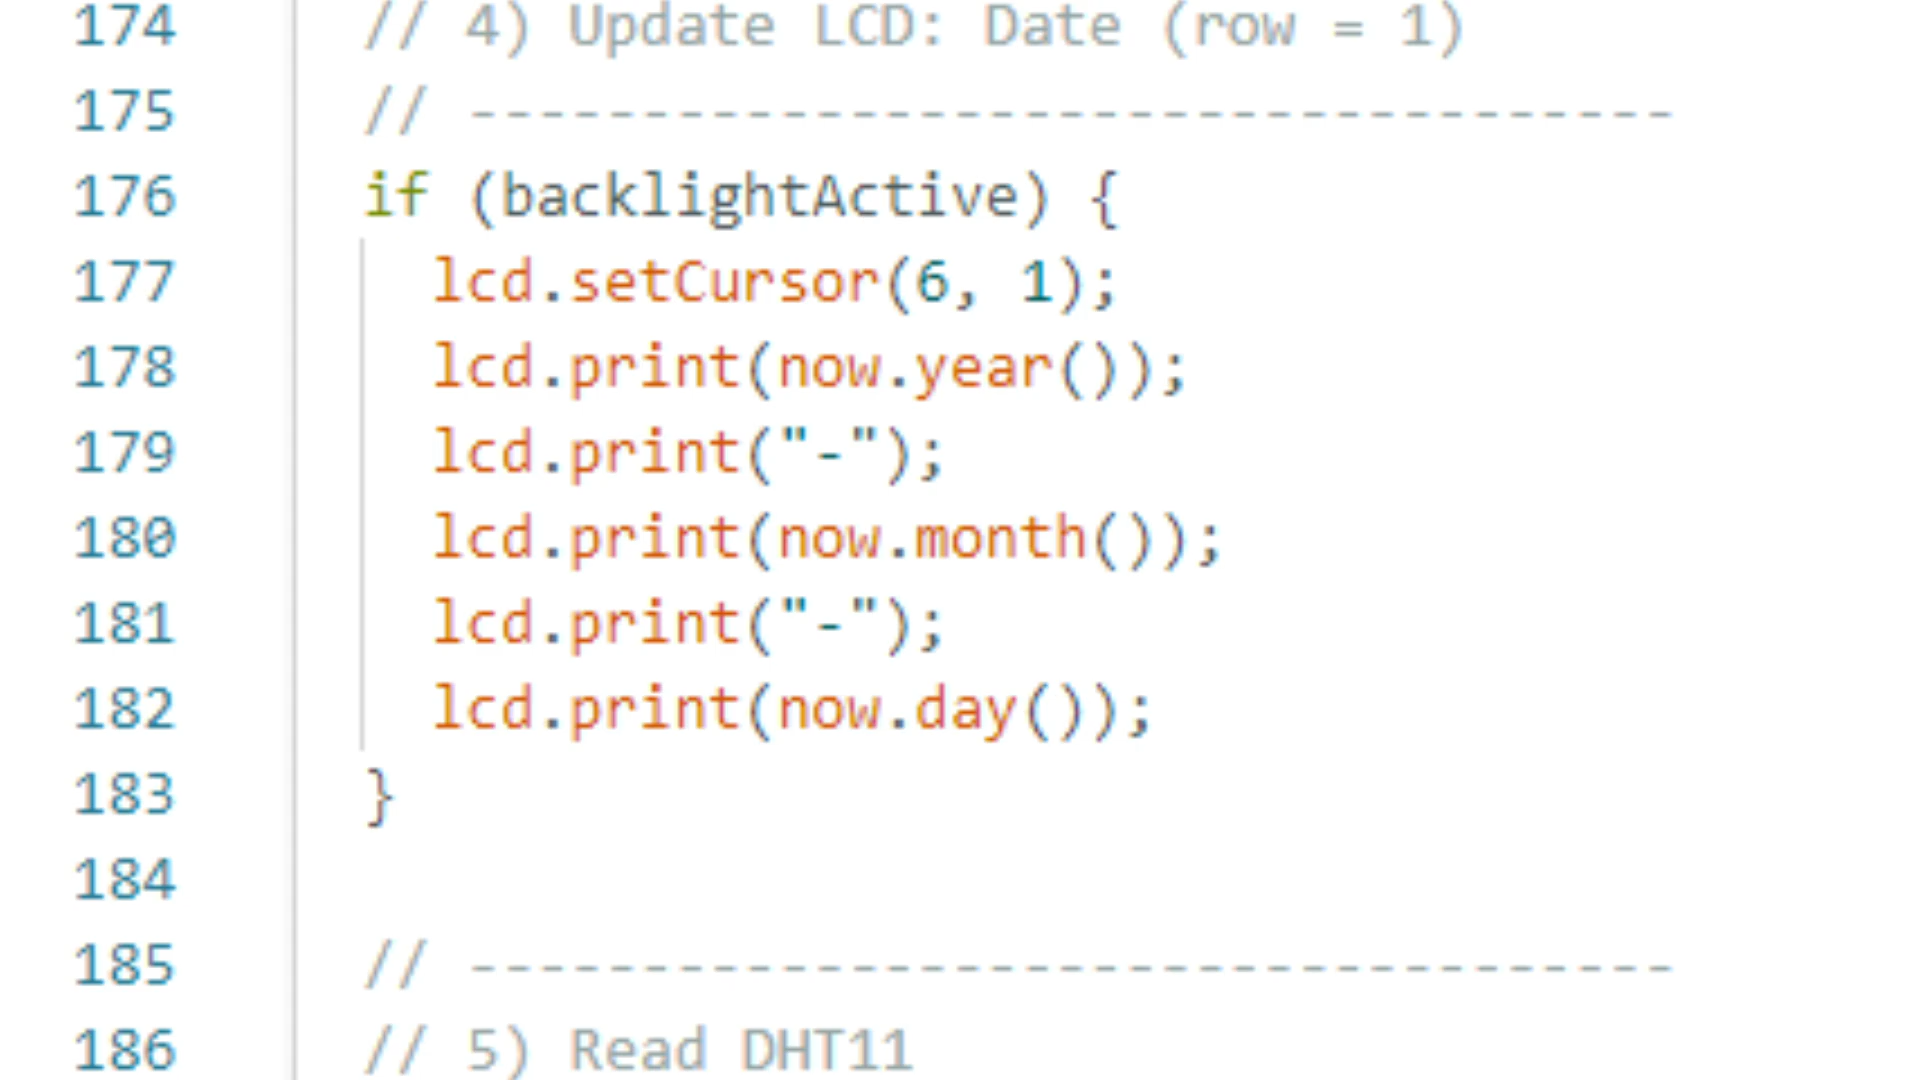 174 // 4) Update LCD: Date (row = 1)
175 // -----------------------------------
176 if (backlightActive) {
177 lcd.setCursor(6, 1);
178 lcd.print(now.year());
179 lcd.print("-");
180 lcd.print(now.month());
181 lcd.print("-");
182 lcd.print(now.day());
183 }
184
185 // -----------------------------------
186 // 5) Read DHT11